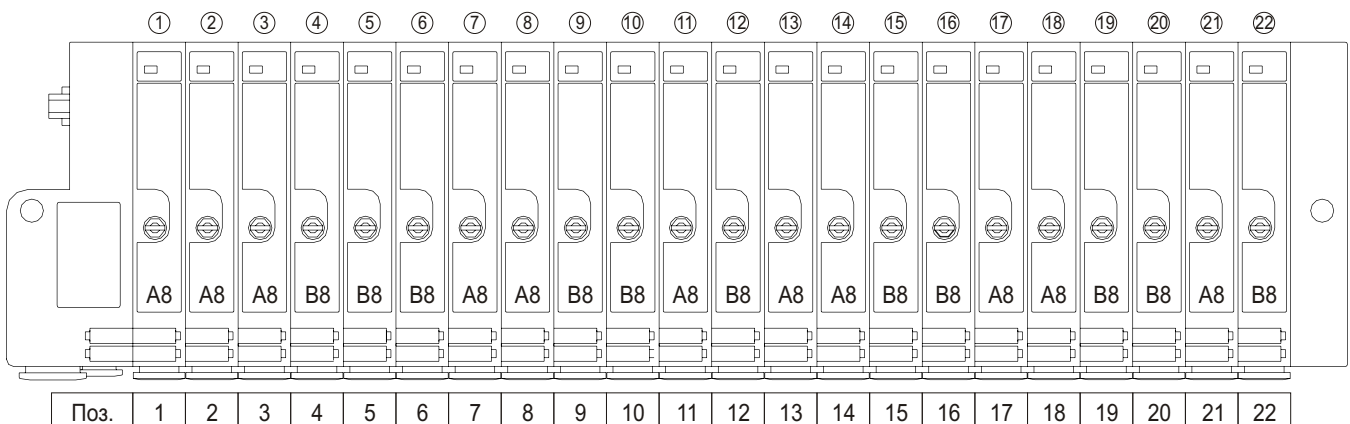 ① ② ③ ④ ⑤ ⑥ ⑦ ⑧ ⑨ ⑩ ⑪ ⑫ ⑬ ⑭ ⑮ ⑯ ⑰ ⑱ ⑲ ⑳ ㉑ ㉒
A8 A8 A8 B8 B8 B8 A8 A8 B8 B8 A8 B8 A8 A8 B8 B8 A8 A8 B8 B8 A8 B8
Поз. 1 2 3 4 5 6 7 8 9 10 11 12 13 14 15 16 17 18 19 20 21 22